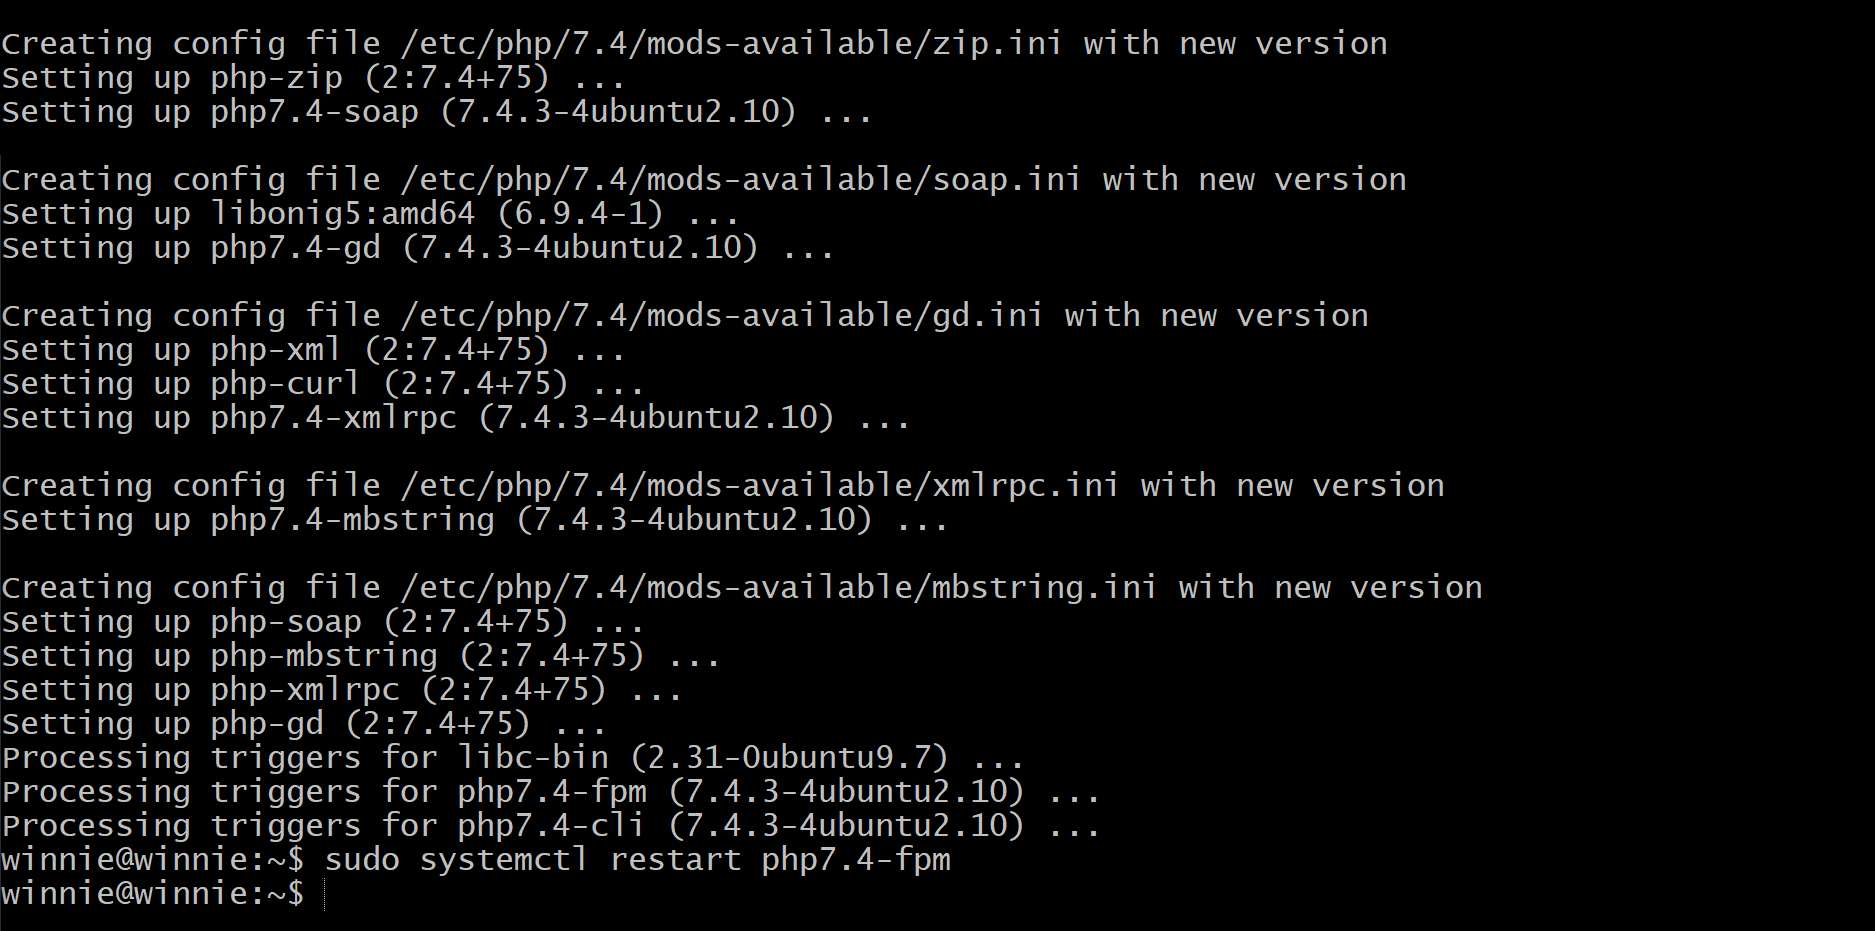 Creating config file /etc/php/7.4/mods-available/zip.ini with new version
Setting up php-zip (2:7.4+75) ...
Setting up php7.4-soap (7.4.3-4ubuntu2.10) ...
Creating config file /etc/php/7.4/mods-available/soap.ini with new version
Setting up libonig5:amd64 (6.9.4-1) ...
Setting up php7.4-gd (7.4.3-4ubuntu2.10) ...
Creating config file /etc/php/7.4/mods-available/gd.ini with new version
Setting up php-xml (2:7.4+75) ...
Setting up php-curl (2:7.4+75) ...
Setting up php7.4-xmlrpc (7.4.3-4ubuntu2.10) ...
Creating config file /etc/php/7.4/mods-available/xmlrpc.ini with new version
Setting up php7.4-mbstring (7.4.3-4ubuntu2.10) ...
Creating config file /etc/php/7.4/mods-available/mbstring.ini with new version
Setting up php-soap (2:7.4+75) ...
Setting up php-mbstring (2:7.4+75) ...
Setting up php-xmlrpc (2:7.4+75) ...
Setting up php-gd (2:7.4+75) ...
Processing triggers for libc-bin (2.31-0ubuntu9.7) ...
Processing triggers for php7.4-fpm (7.4.3-4ubuntu2.10) ...
Processing triggers for php7.4-cli (7.4.3-4ubuntu2.10) ...
winnie@winnie:~$ sudo systemctl restart php7.4-fpm
winnie@winnie:~$